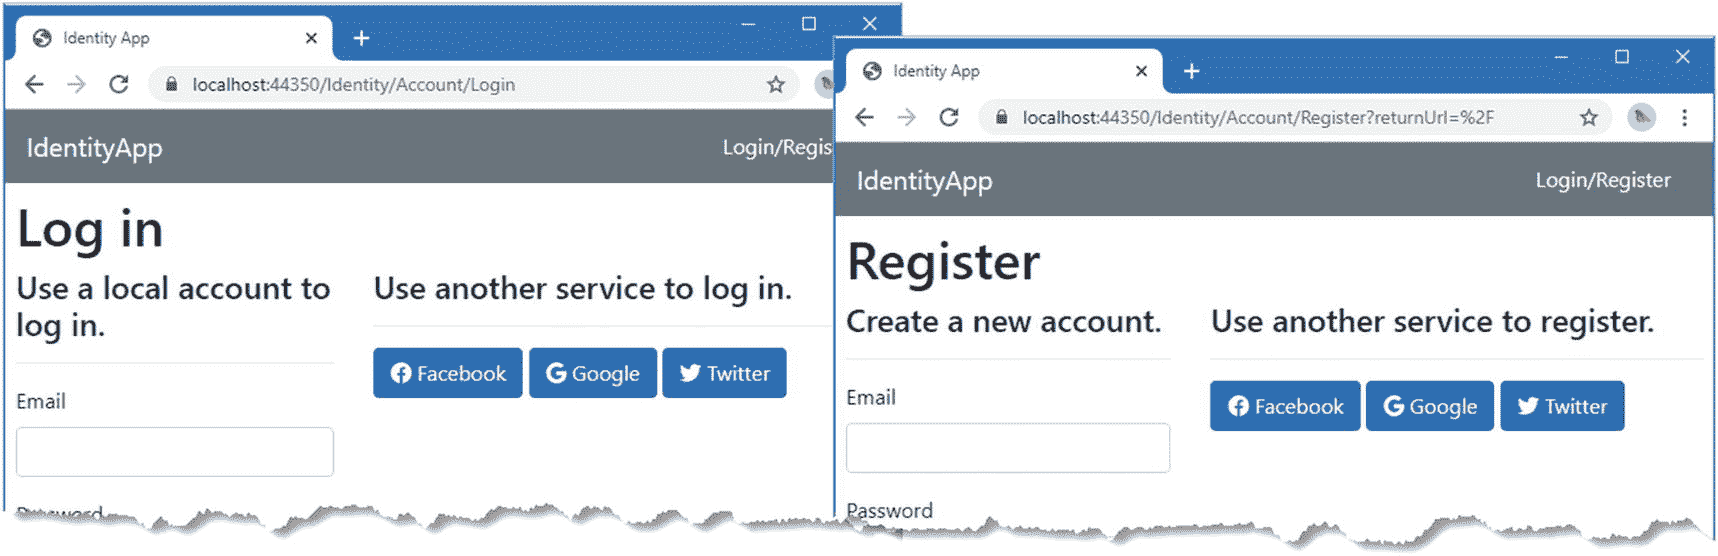 Identity App
localhost:44350/Identity/Account/Login
IdentityApp
Login/Regis
Log in
Use a local account to
log in.
Use another service to log in.
Facebook
Google
Twitter
Email
Password
Identity App
localhost:44350/Identity/Account/Register?returnUrl=%2F
IdentityApp
Login/Register
Register
Create a new account.
Use another service to register.
Facebook
Google
Twitter
Email
Password